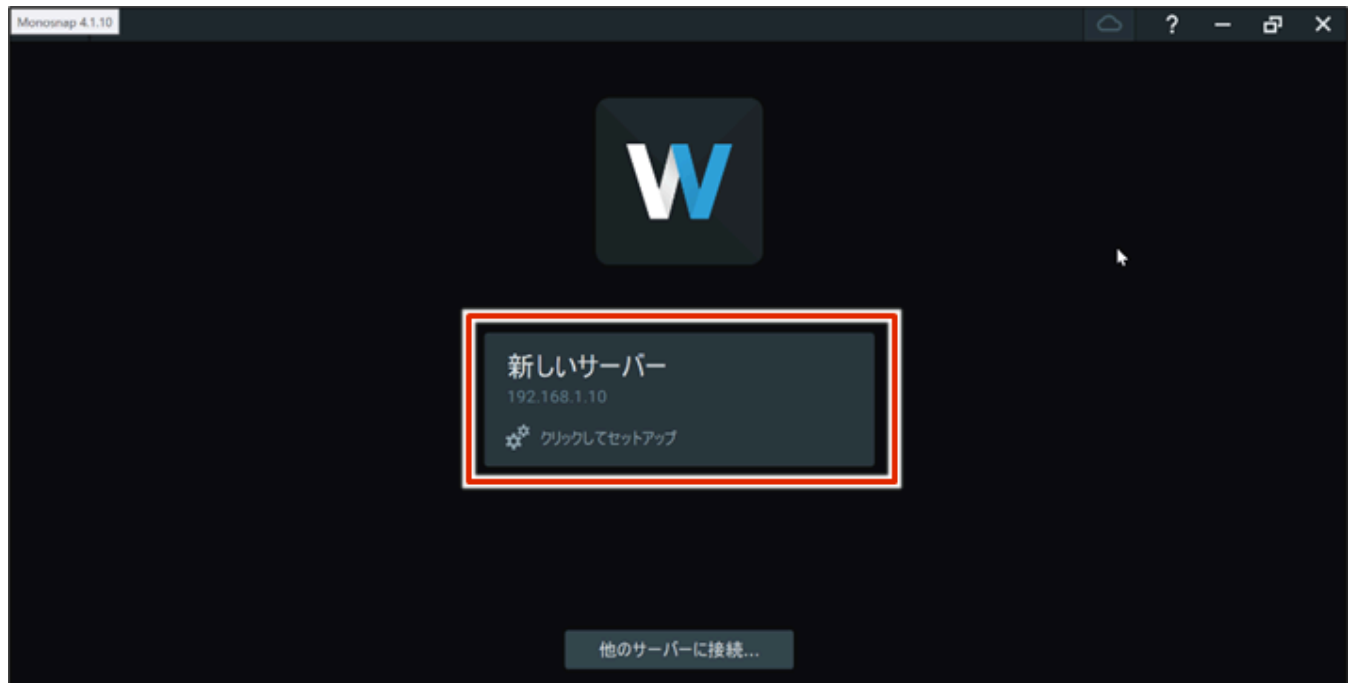 Monosnap 4.1.10
?
新しいサーバー
192.168.1.10
クリックしてセットアップ
他のサーバーに接続...